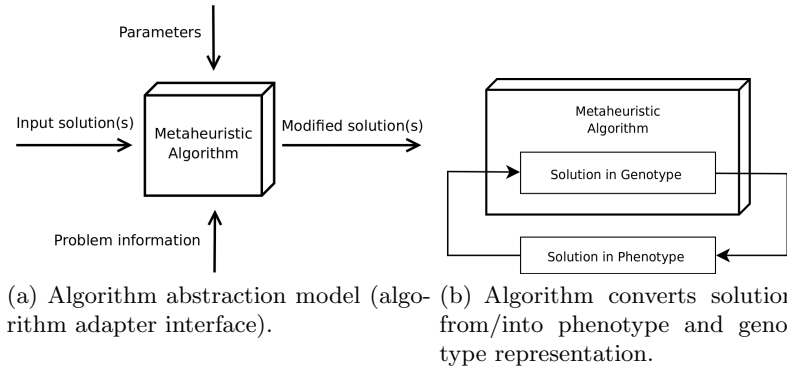 Parameters
Input solution(s)
Metaheuristic
Algorithm
Modified solution(s)
Problem information
(a) Algorithm abstraction model (algo-
rithm adapter interface).
Metaheuristic
Algorithm
Solution in Genotype
Solution in Phenotype
(b) Algorithm converts solution
from/into phenotype and geno
type representation.